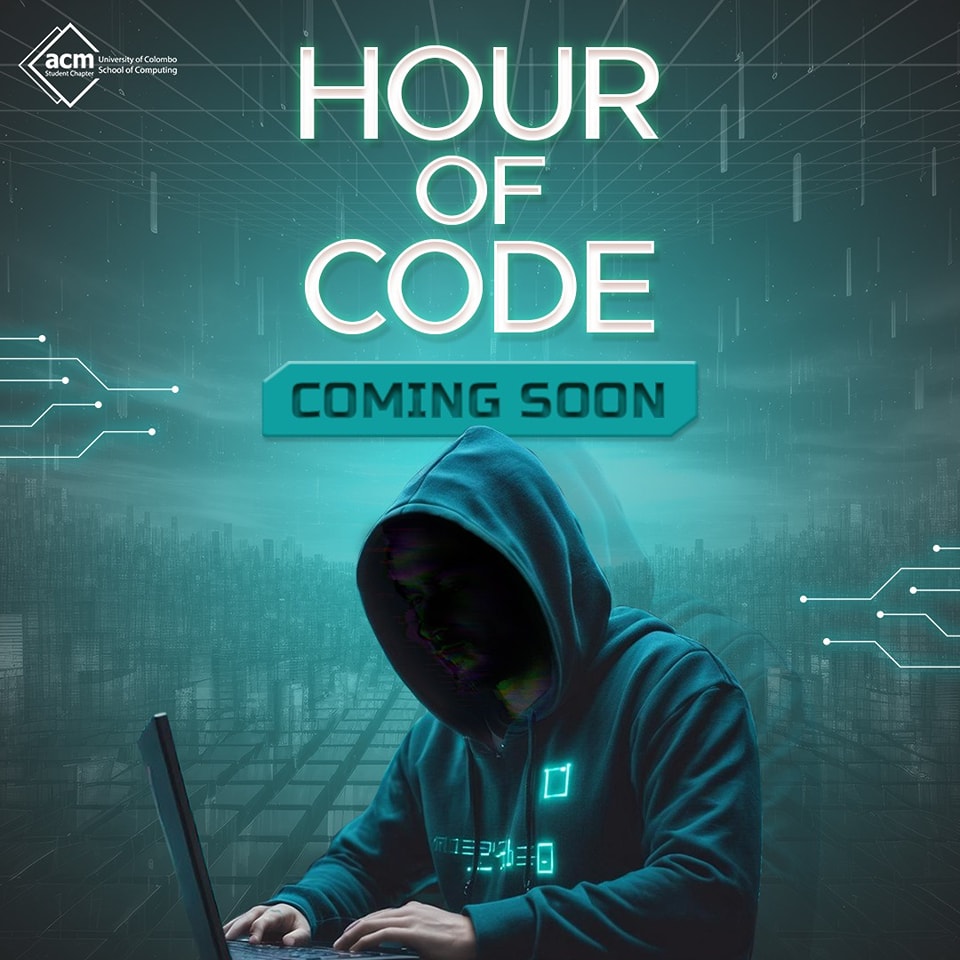 acm
Student Chapter
University of Colombo
School of Computing
HOUR
OF
CODE
COMING SOON